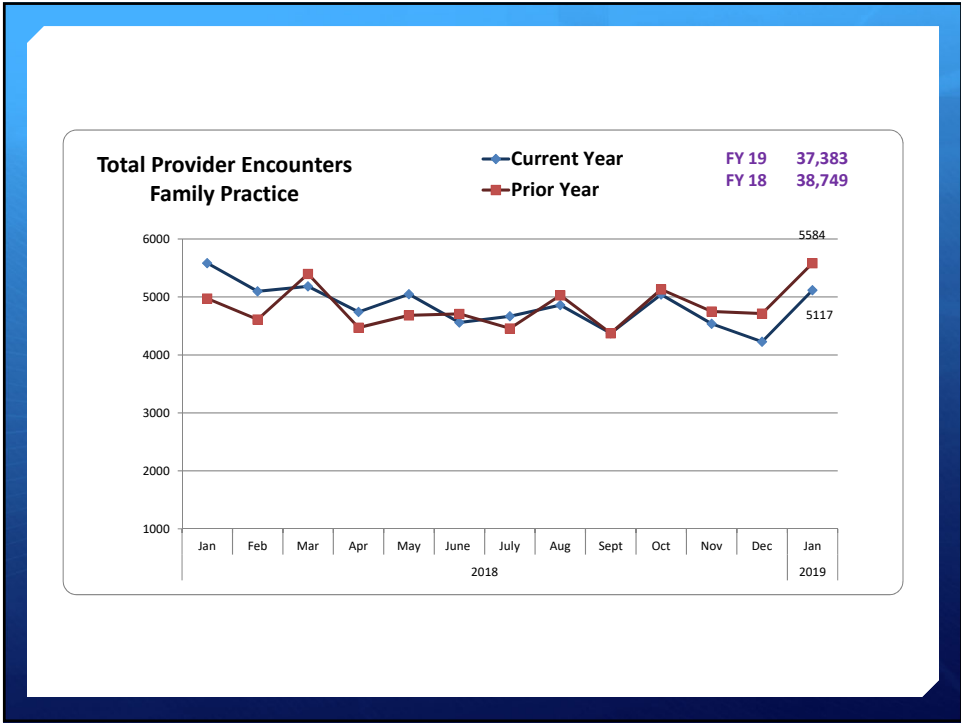 Total Provider Encounters
Family Practice
Current Year
Prior Year
FY 19 37,383
FY 18 38,749
6000
5000
4000
3000
2000
1000
5584
5117
Jan Feb Mar Apr May June July Aug Sept Oct Nov Dec Jan
2018 2019